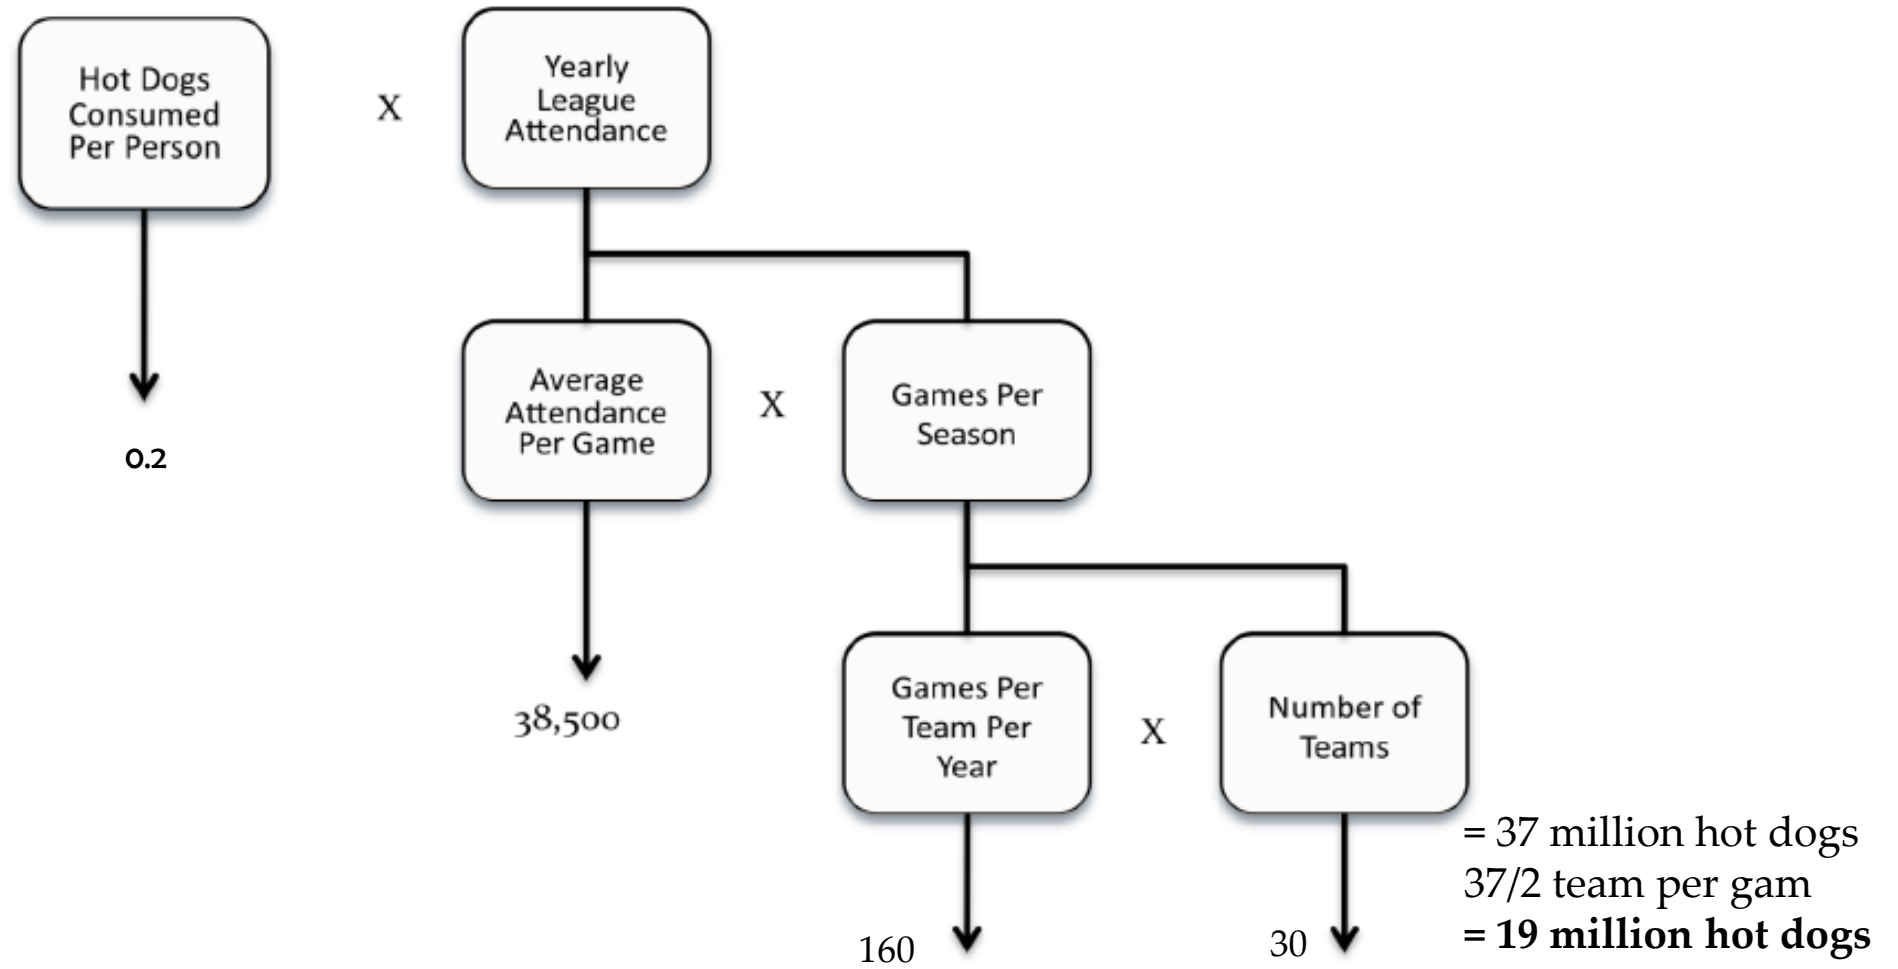 Hot Dogs
Consumed
Per Person
X
Yearly
League
Attendance
0.2
Average
Attendance
Per Game
X
Games Per
Season
38,500
Games Per
Team Per
Year
X
Number of
Teams
160
30
= 37 million hot dogs
37/2 team per gam
= 19 million hot dogs